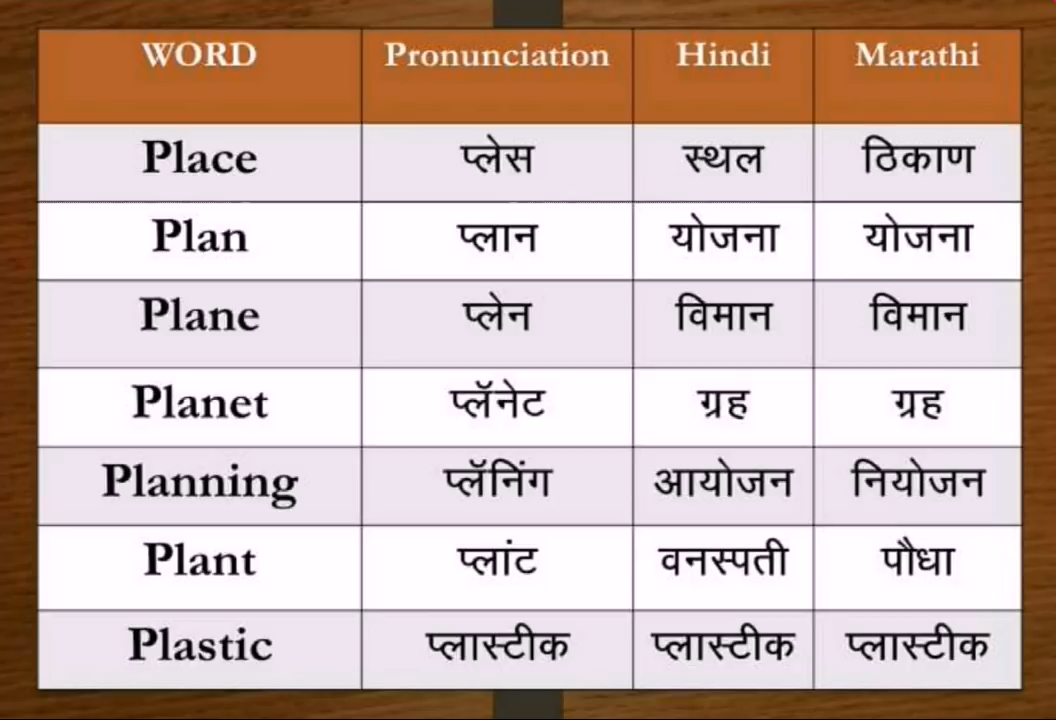 WORD Pronunciation Hindi Marathi
Place प्लेस स्थल ठिकाण
Plan प्लान योजना योजना
Plane प्लेन विमान विमान
Planet प्लॅनेट ग्रह ग्रह
Planning प्लॅनिंग आयोजन नियोजन
Plant प्लांट वनस्पती पौधा
Plastic प्लास्टीक प्लास्टीक प्लास्टीक